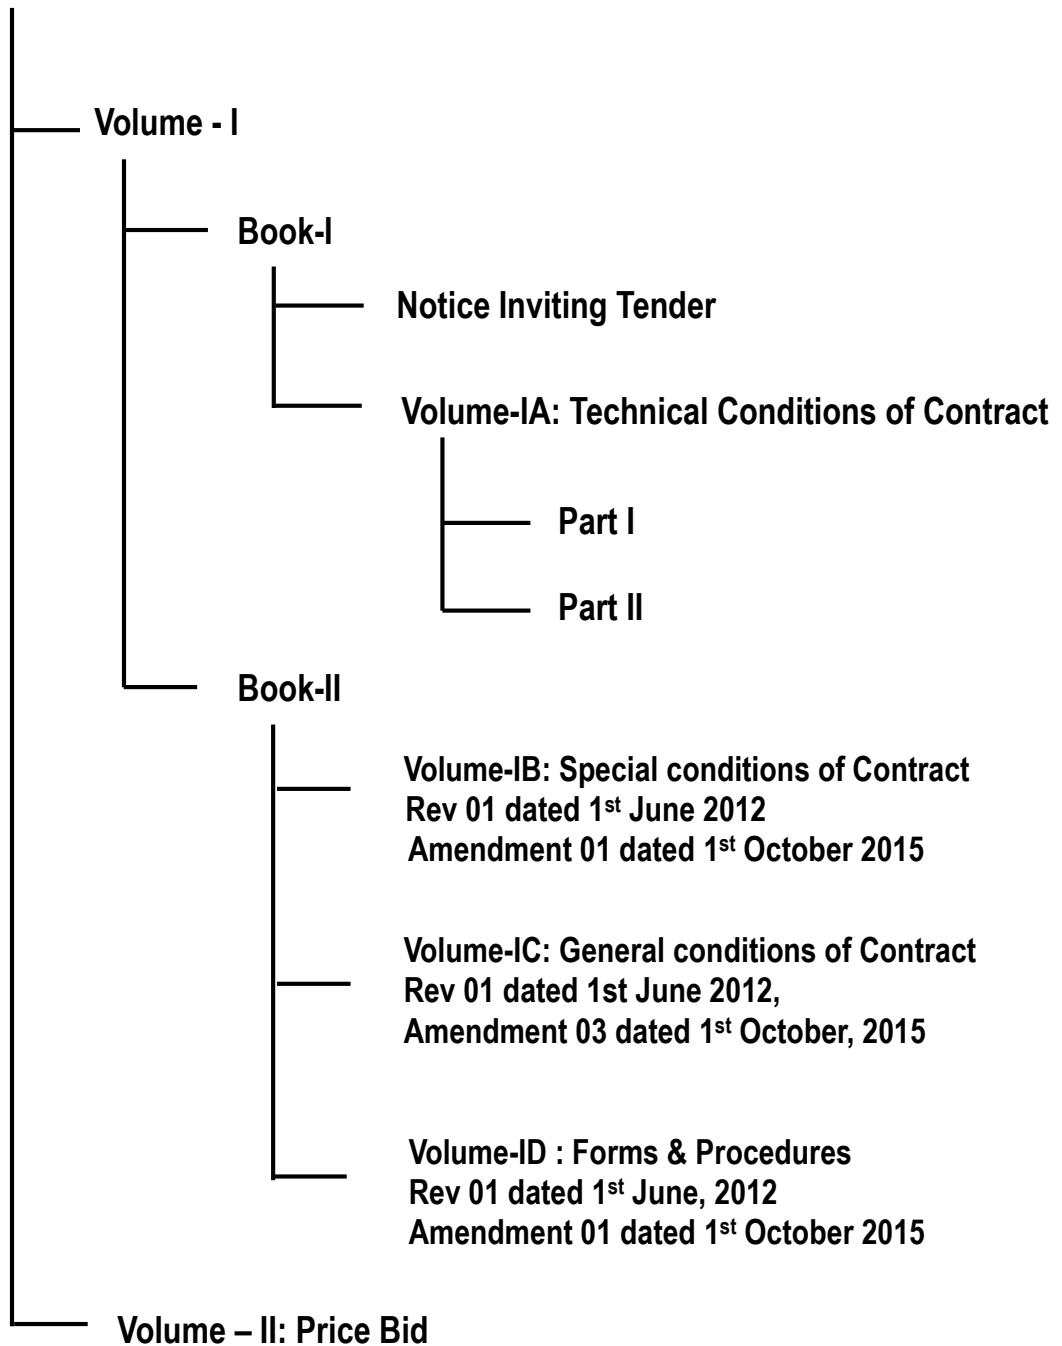 Volume - I
Book-I
Notice Inviting Tender
Volume-IA: Technical Conditions of Contract
Part I
Part II
Book-II
Volume-IB: Special conditions of Contract
Rev 01 dated 1st June 2012
Amendment 01 dated 1st October 2015
Volume-IC: General conditions of Contract
Rev 01 dated 1st June 2012,
Amendment 03 dated 1st October, 2015
Volume-ID : Forms & Procedures
Rev 01 dated 1st June, 2012
Amendment 01 dated 1st October 2015
Volume – II: Price Bid